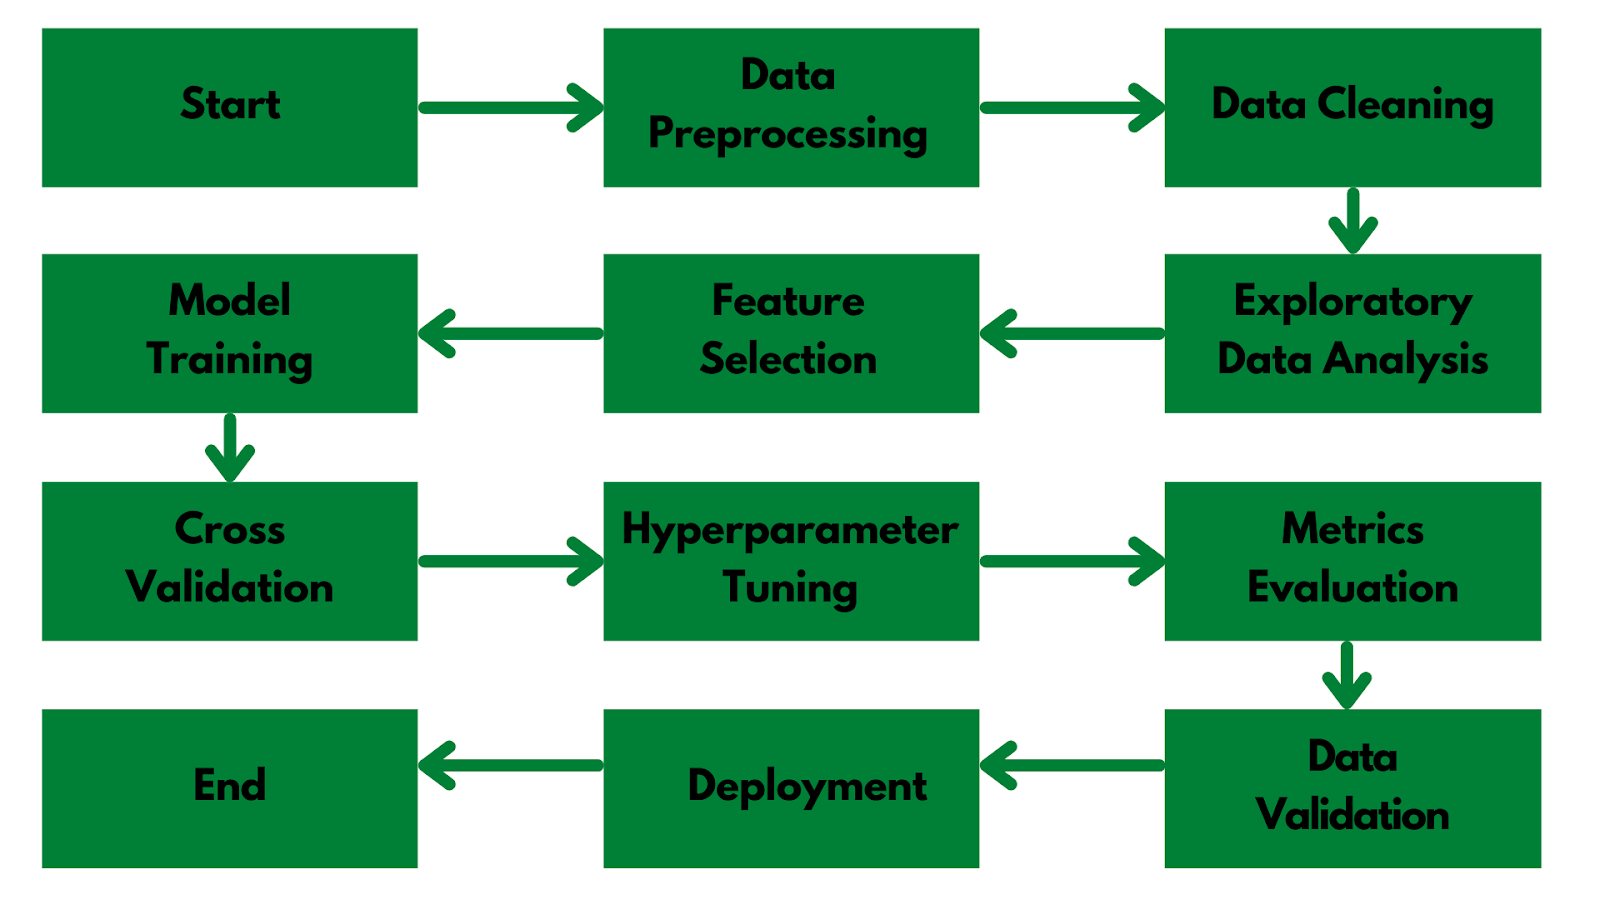 Start
Data
Preprocessing
Data Cleaning
Model
Training
Feature
Selection
Exploratory
Data Analysis
Cross
Validation
Hyperparameter
Tuning
Metrics
Evaluation
End
Deployment
Data
Validation